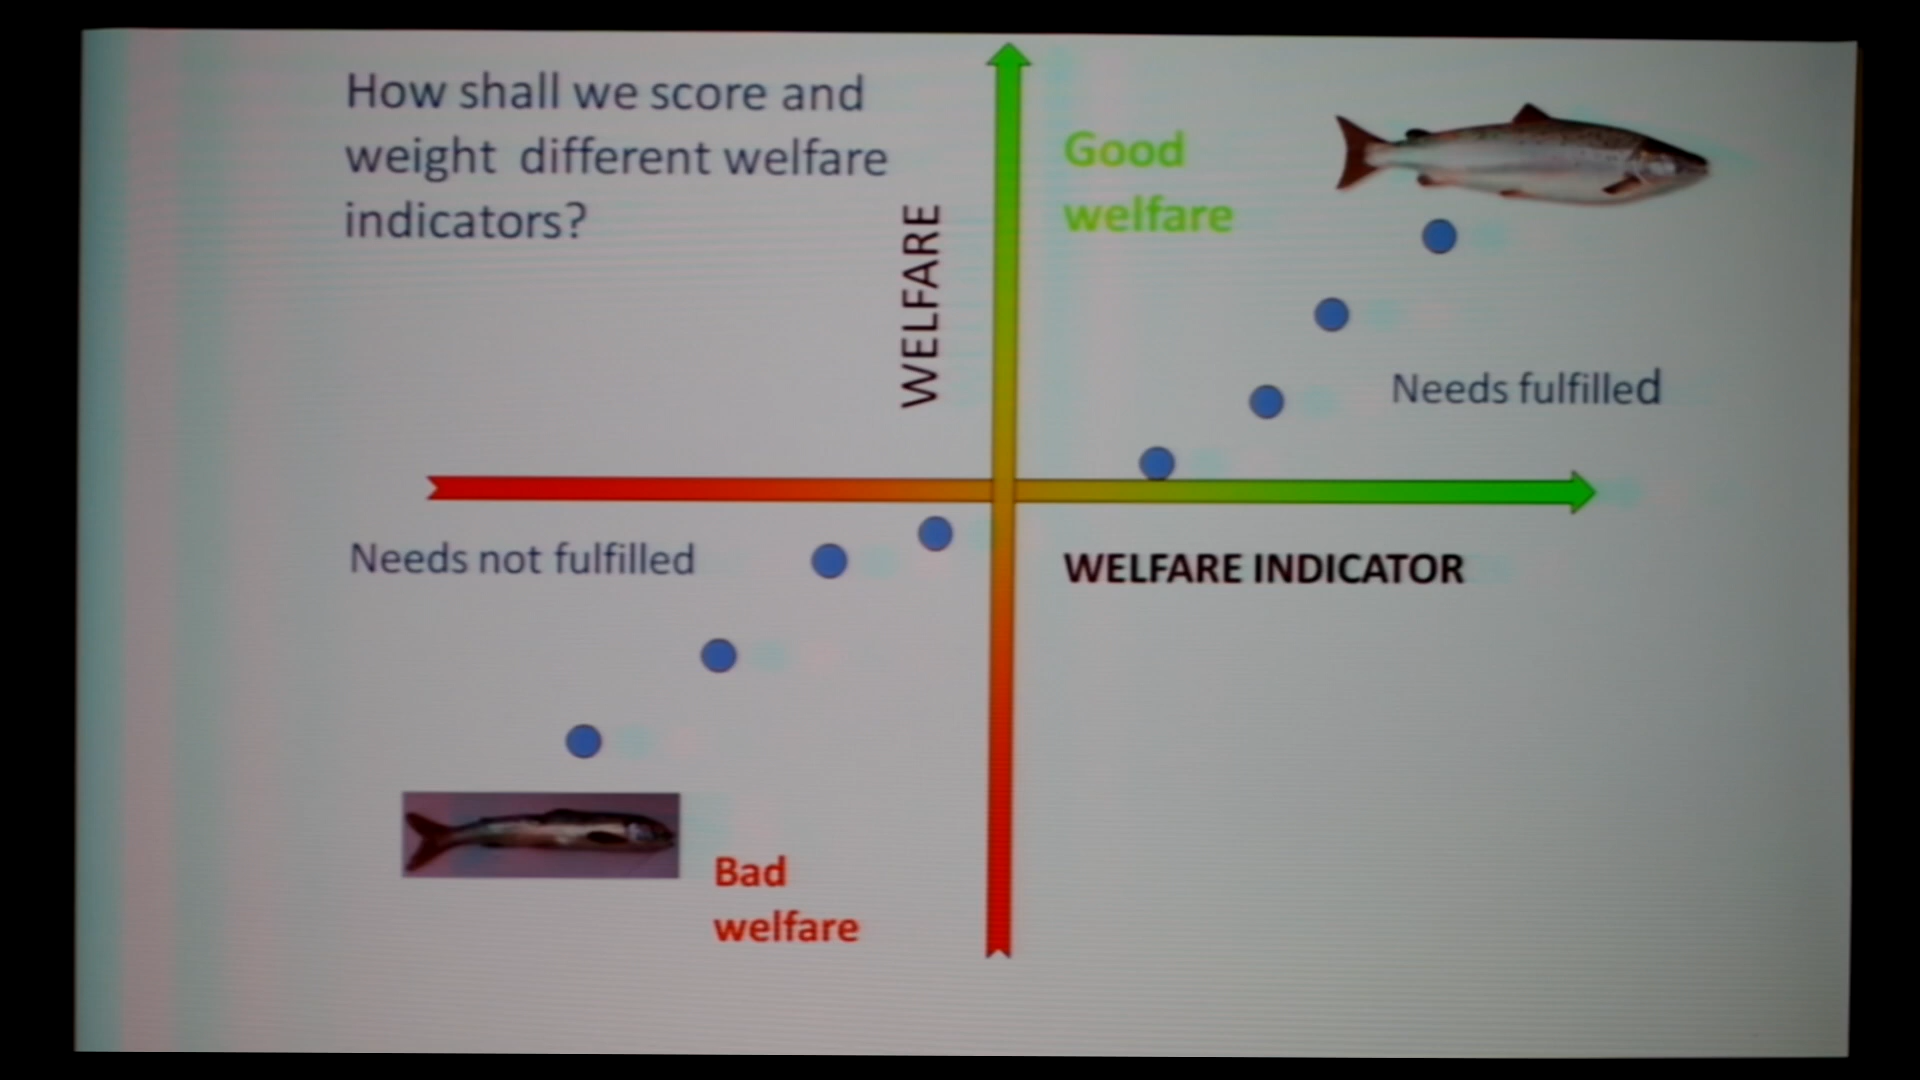 How shall we score and
weight different welfare
indicators?
WELFARE
Good
welfare
Needs fulfilled
Needs not fulfilled
WELFARE INDICATOR
Bad
welfare